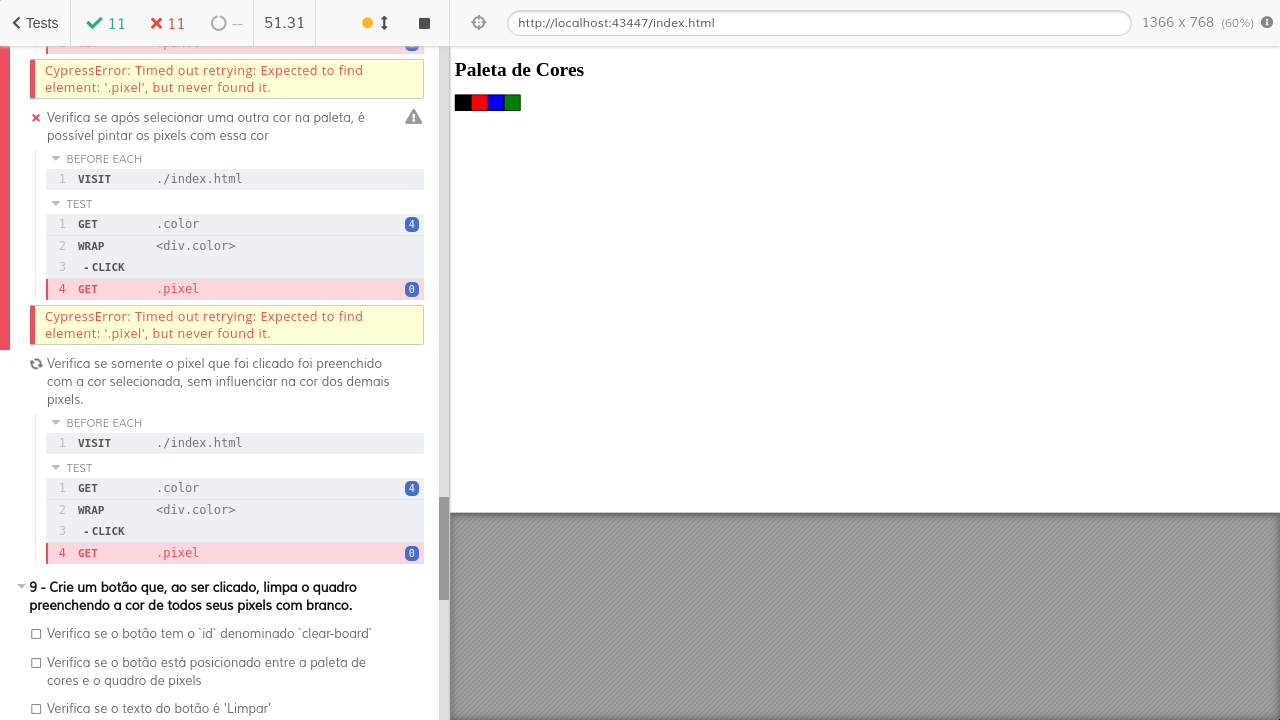 Tests 11 11 -- 51.31 http://localhost:43447/index.html 1366 x 768 (60%)
CypressError: Timed out retrying: Expected to find
element: '.pixel', but never found it.
Verifica se após selecionar uma outra cor na paleta, é
possível pintar os pixels com essa cor
BEFORE EACH
1 VISIT ./index.html
TEST
1 GET .color 4
2 WRAP <div.color>
3 - CLICK
4 GET .pixel 0
CypressError: Timed out retrying: Expected to find
element: '.pixel', but never found it.
Verifica se somente o pixel que foi clicado foi preenchido
com a cor selecionada, sem influenciar na cor dos demais
pixels.
BEFORE EACH
1 VISIT ./index.html
TEST
1 GET .color 4
2 WRAP <div.color>
3 - CLICK
4 GET .pixel 0
9 - Crie um botão que, ao ser clicado, limpa o quadro
preenchendo a cor de todos seus pixels com branco.
Verifica se o botão tem o `id` denominado `clear-board`
Verifica se o botão está posicionado entre a paleta de
cores e o quadro de pixels
Verifica se o texto do botão é 'Limpar'
Paleta de Cores